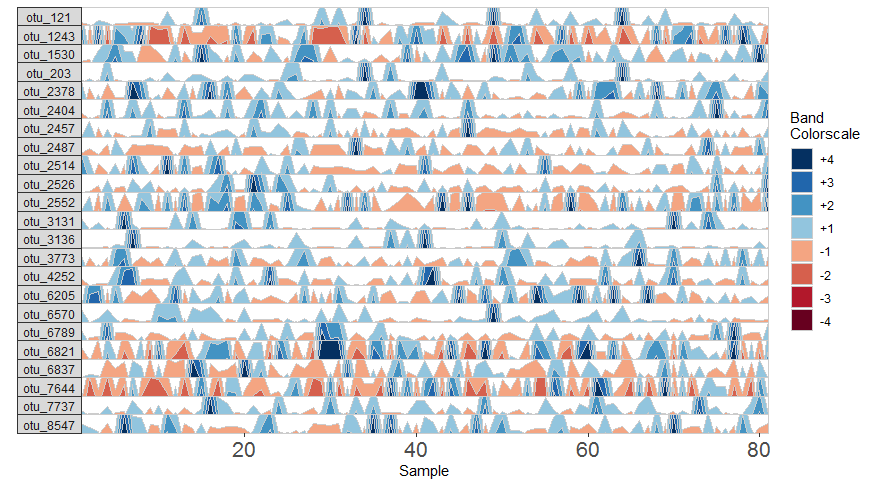 otu_121
otu_1243
otu_1530
otu_203
otu_2378
otu_2404
otu_2457
otu_2487
otu_2514
otu_2526
otu_2552
otu_3131
otu_3136
otu_3773
otu_4252
otu_6205
otu_6570
otu_6789
otu_6821
otu_6837
otu_7644
otu_7737
otu_8547
20
40
60
80
Sample
Band
Colorscale
+4
+3
+2
+1
-1
-2
-3
-4